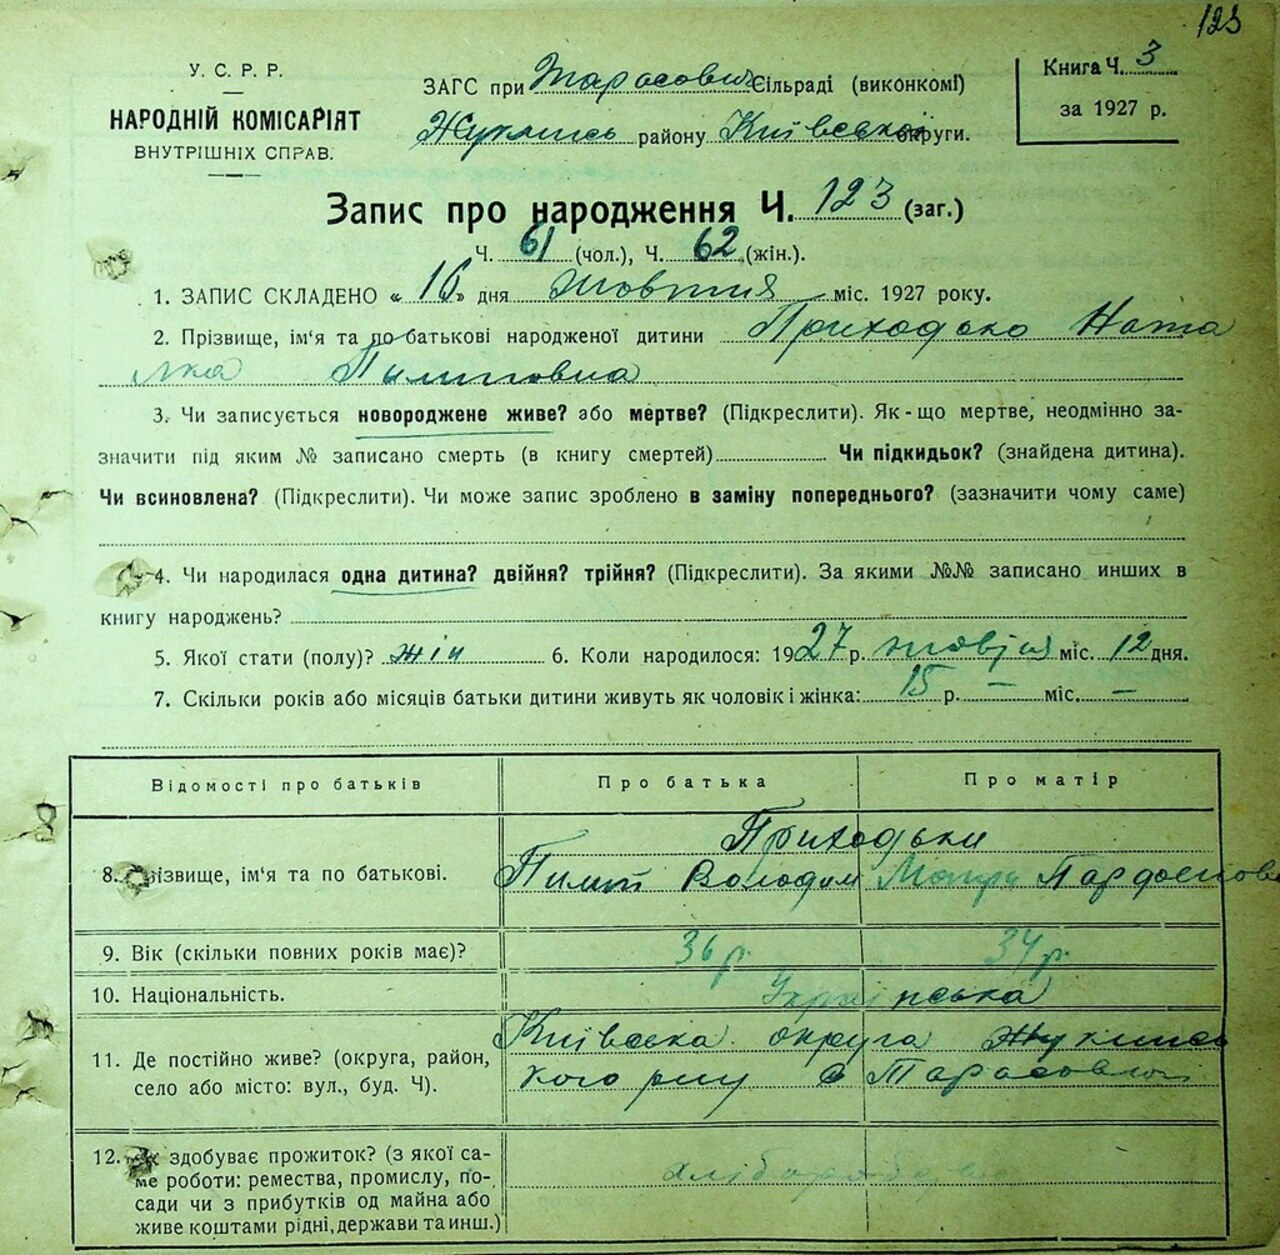 123
У. С. Р. Р.
НАРОДНІЙ КОМІСАРІЯТ
ВНУТРІШНІХ СПРАВ.
ЗАГС при Тарасовиц Сільраді (виконкомі)
району Київської округи.
Книга Ч. 3
за 1927 р.
Запис про народження Ч. 123 (заг.)
Ч. 61 (чол.), Ч. 62 (жін.).
1. ЗАПИС СКЛАДЕНО «16» дня жовтня міс. 1927 року.
2. Прізвище, ім'я та по-батькові народженої дитини Приходько Ната
лка Пилиповна
3. Чи записується новороджене живе? або мертве? (Підкреслити). Як-що мертве, неодмінно за-
значити під яким № записано смерть (в книгу смертей) Чи підкидьок? (знайдена дитина).
Чи всиновлена? (Підкреслити). Чи може запис зроблено в заміну попереднього? (зазначити чому саме)
4. Чи народилася одна дитина? двійня? трійня? (Підкреслити). За якими №№ записано инших в
книгу народжень?
5. Якої стати (полу)? жін 6. Коли народилося: 1927 р. жовтня міс. 12 дня.
7. Скільки років або місяців батьки дитини живуть як чоловік і жінка: 15 р. — міс. —
Відомості про батьків Про батька Про матір
Приходьки
8. Прізвище, ім'я та по батькові. Пилип Володим Мотря
9. Вік (скільки повних років має)? 36 р. 34 р.
10. Національність. Українська
11. Де постійно живе? (округа, район, село або місто: вул., буд. Ч). Київська округа Жукинсь
кого р-ну с Тарасовичі
12. Як здобуває прожиток? (з якої са-
ме роботи: ремества, промислу, по-
сади чи з прибутків од майна або
живе коштами рідні, держави та инш.)